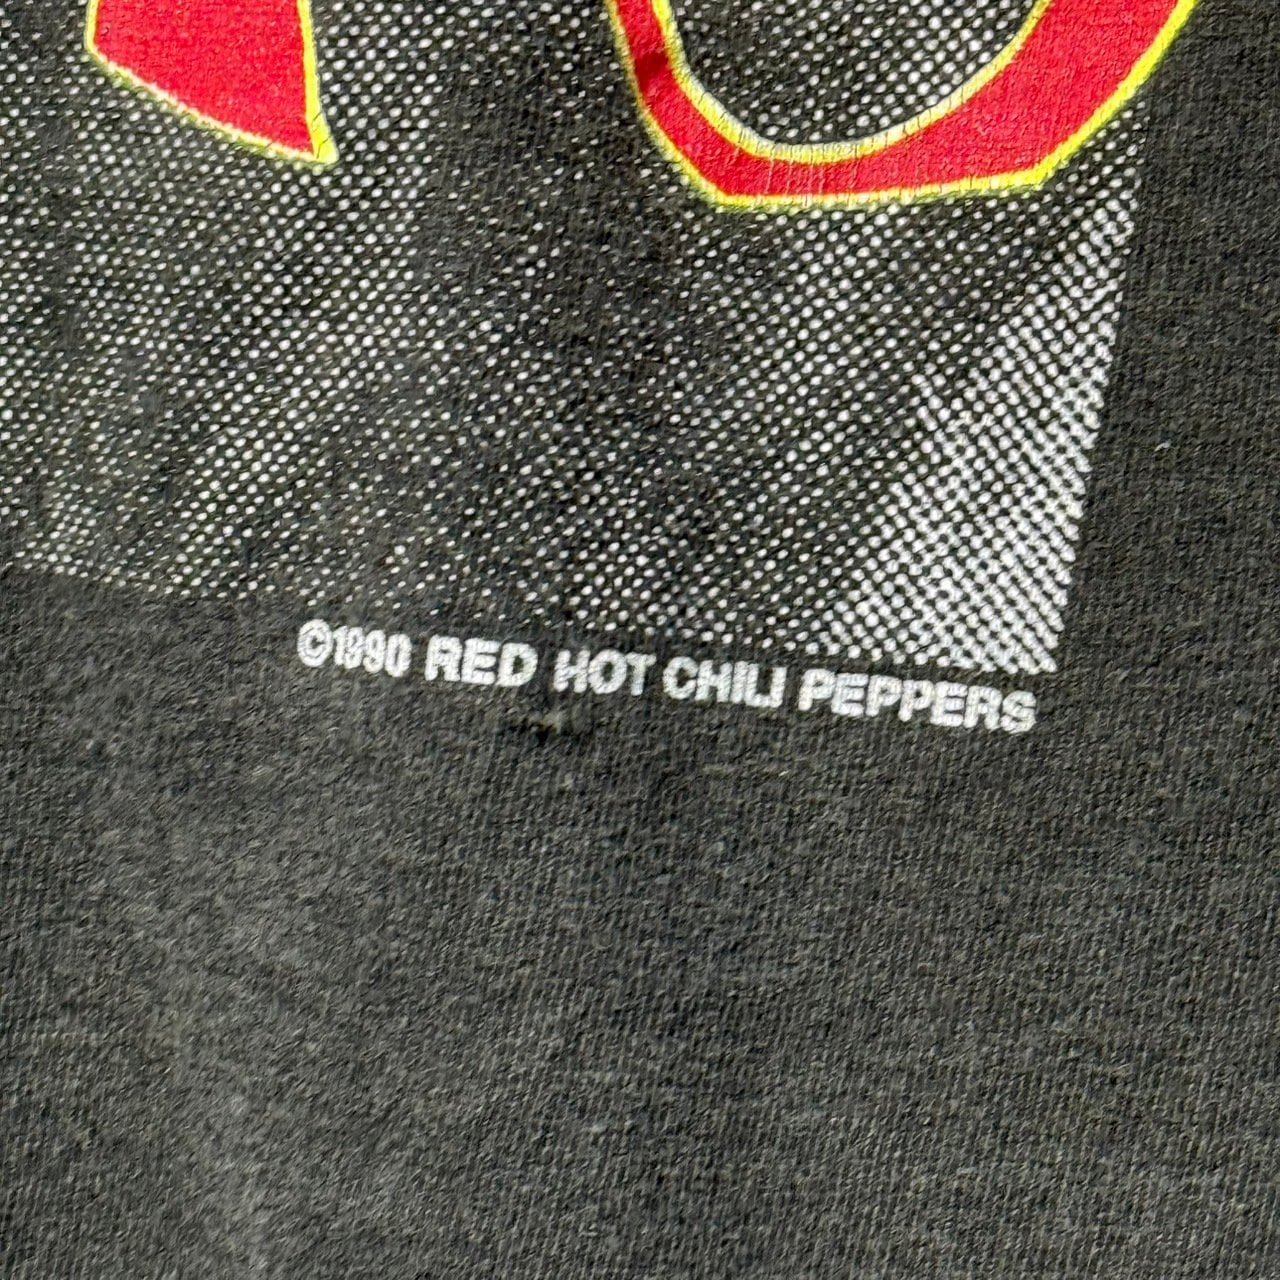 ©1990 RED HOT CHILI PEPPERS